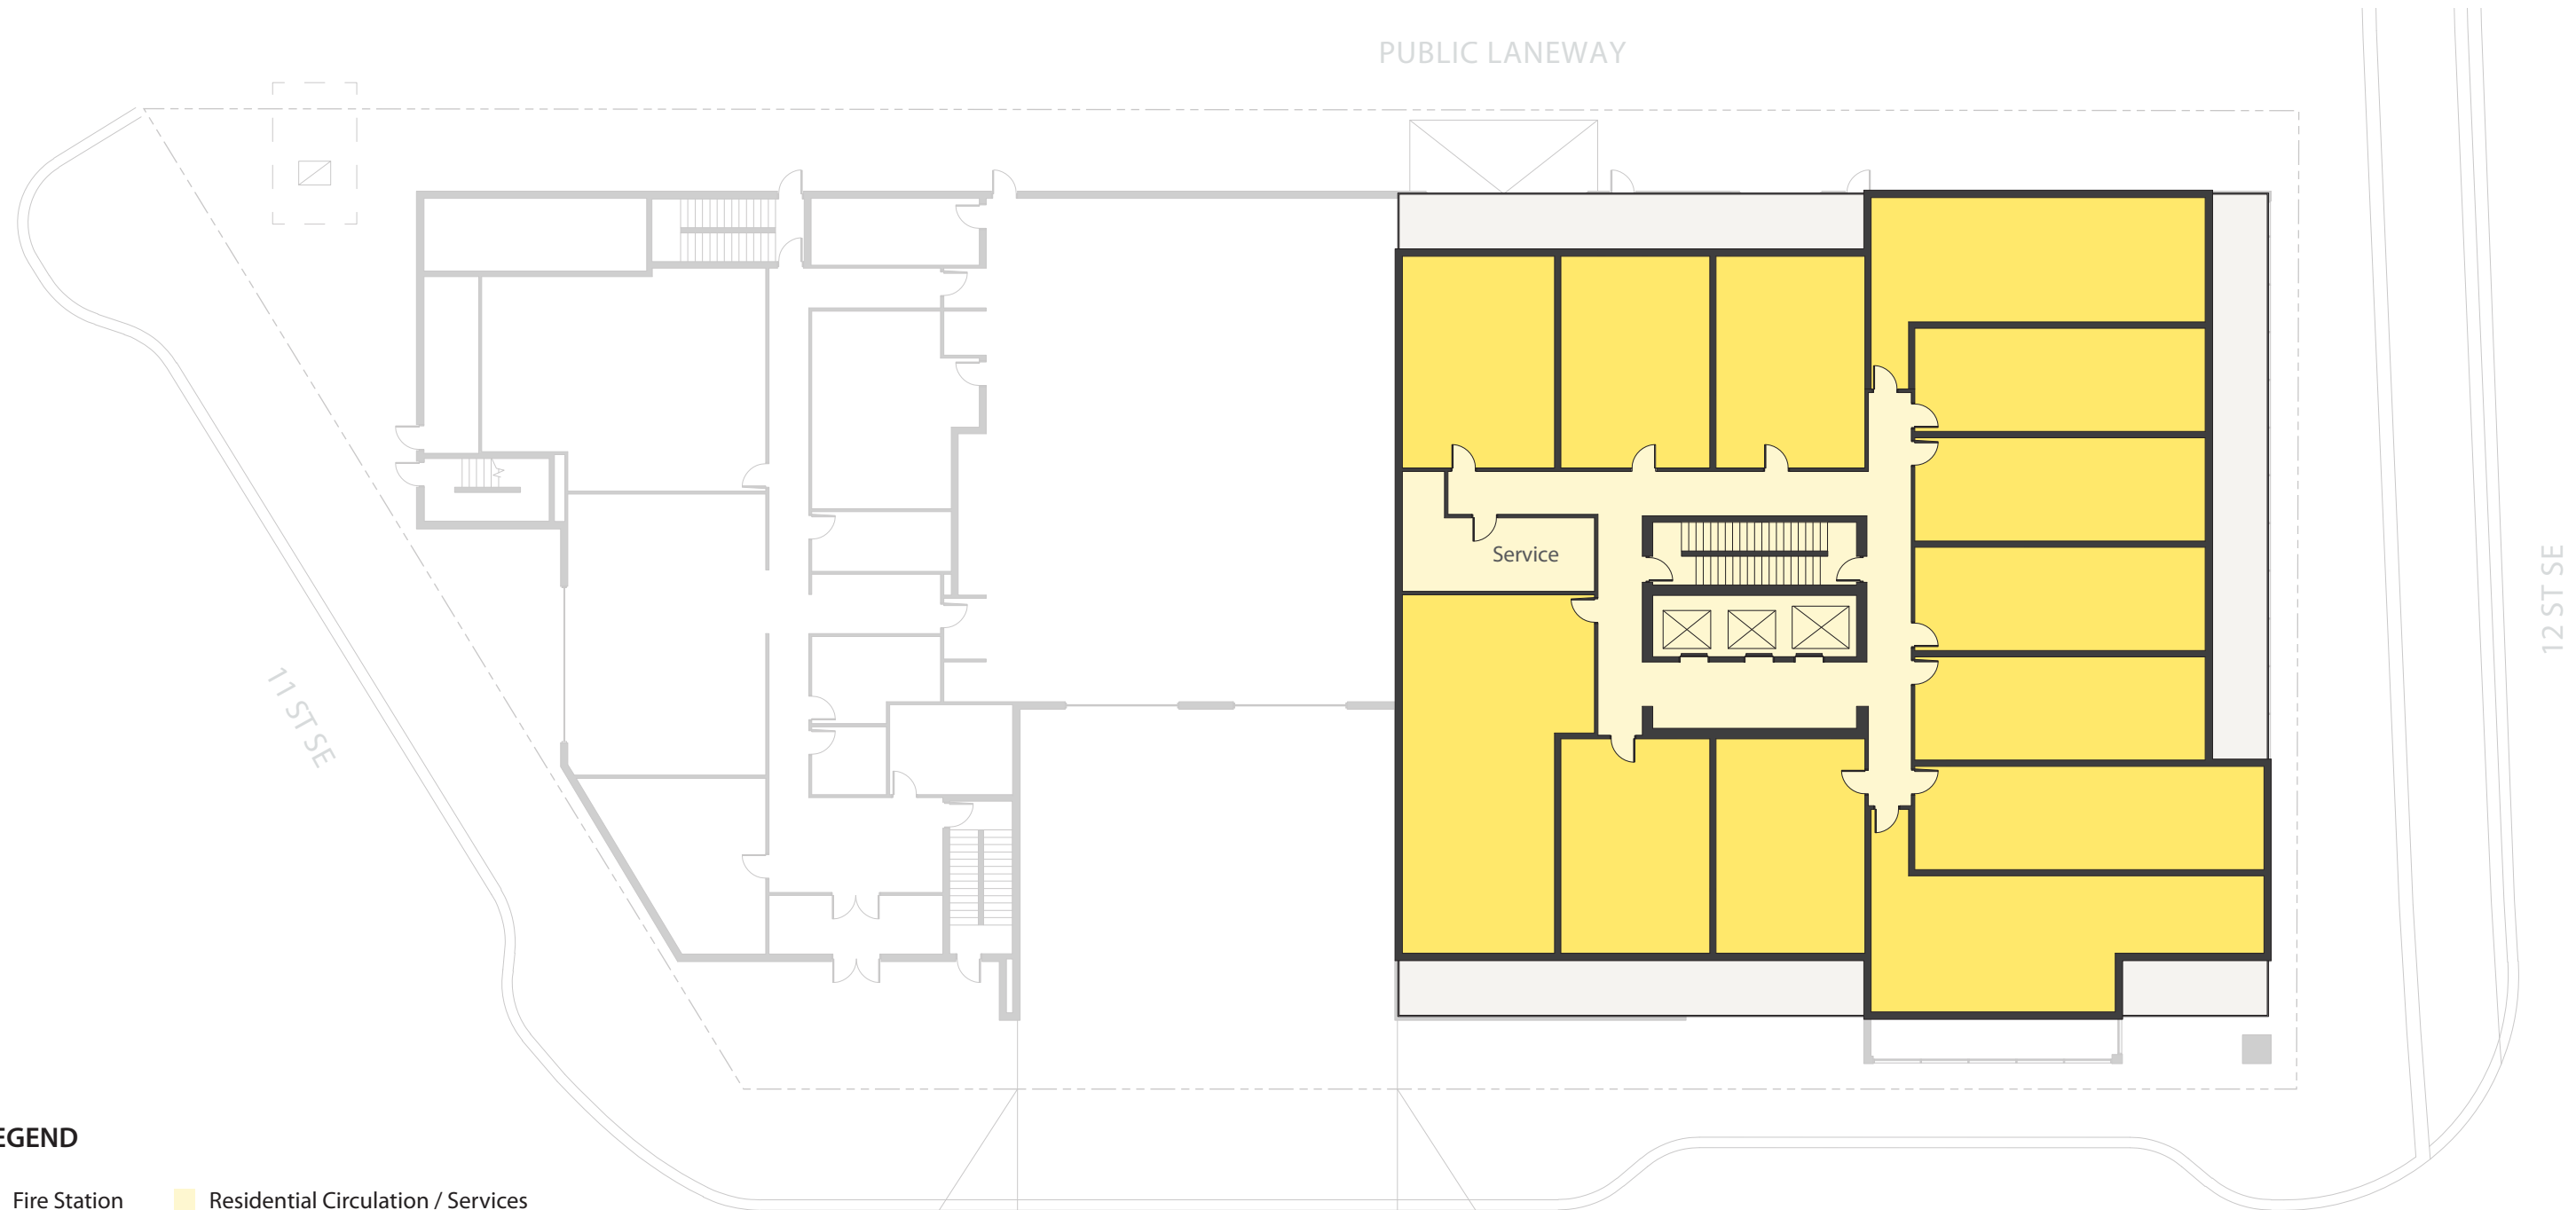 PUBLIC LANEWAY
Service
11 ST SE
12 ST SE
EGEND
Fire Station
Residential Circulation / Services